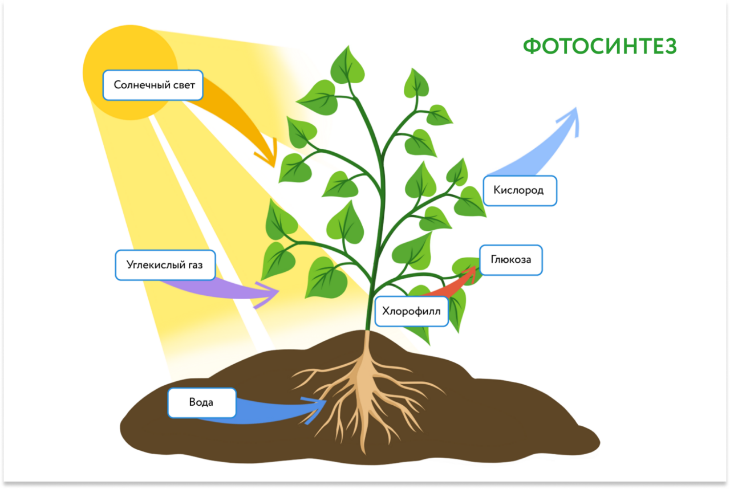 ФОТОСИНТЕЗ
Солнечный свет
Кислород
Углекислый газ
Глюкоза
Хлорофилл
Вода